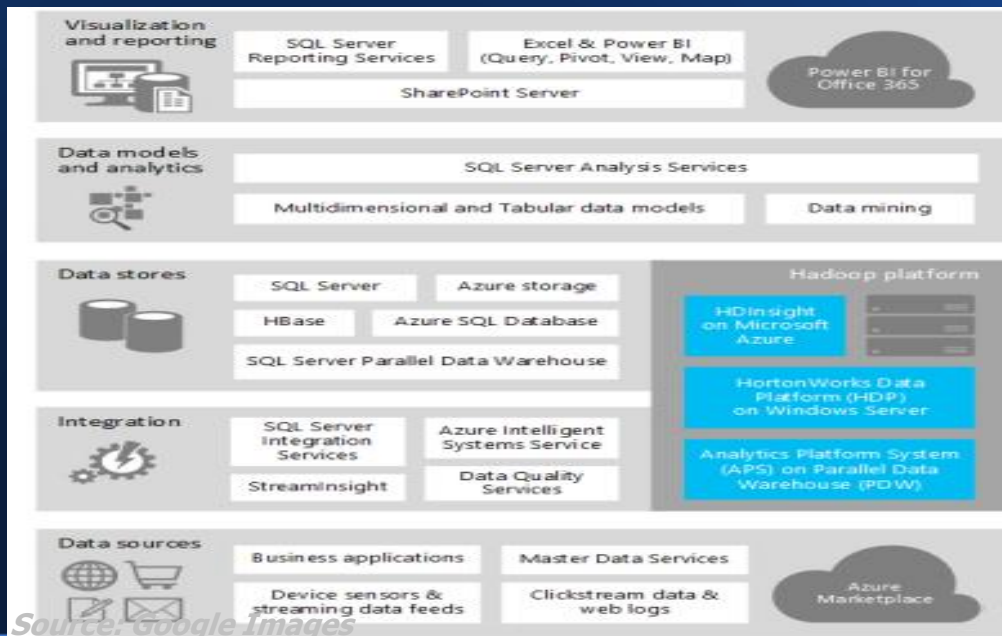 Visualization
and reporting
SQL Server
Reporting Services
Excel & Power BI
(Query, Pivot, View, Map)
SharePoint Server
Power BI for
Office 365
Data models
and analytics
SQL Server Analysis Services
Multidimensional and Tabular data models
Data mining
Data stores
SQL Server
Azure storage
HBase
Azure SQL Database
SQL Server Parallel Data Warehouse
Hadoop platform
HDInsight
on Microsoft
Azure
HortonWorks Data
Platform (HDP)
on Windows Server
Analytics Platform System
(APS) on Parallel Data
Warehouse (PDW)
Integration
SQL Server
Integration
Services
Azure Intelligent
Systems Service
StreamInsight
Data Quality
Services
Data sources
Business applications
Master Data Services
Device sensors &
streaming data feeds
Clickstream data &
web logs
Azure
Marketplace
Source: Google Images